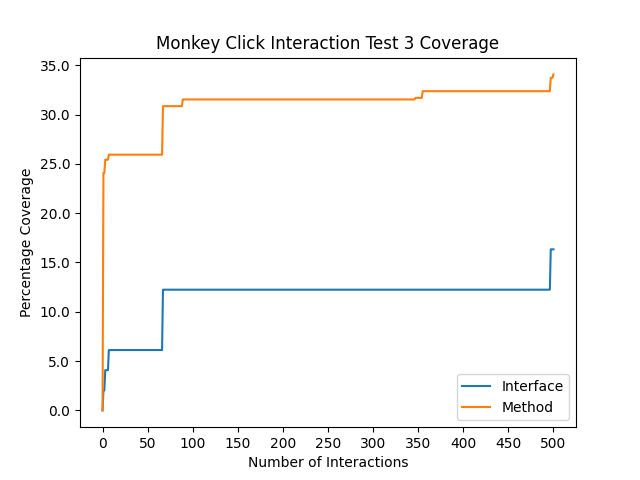 Monkey Click Interaction Test 3 Coverage
35.0
30.0
25.0
20.0
15.0
10.0
5.0
0.0
Percentage Coverage
Interface
Method
0 50 100 150 200 250 300 350 400 450 500
Number of Interactions